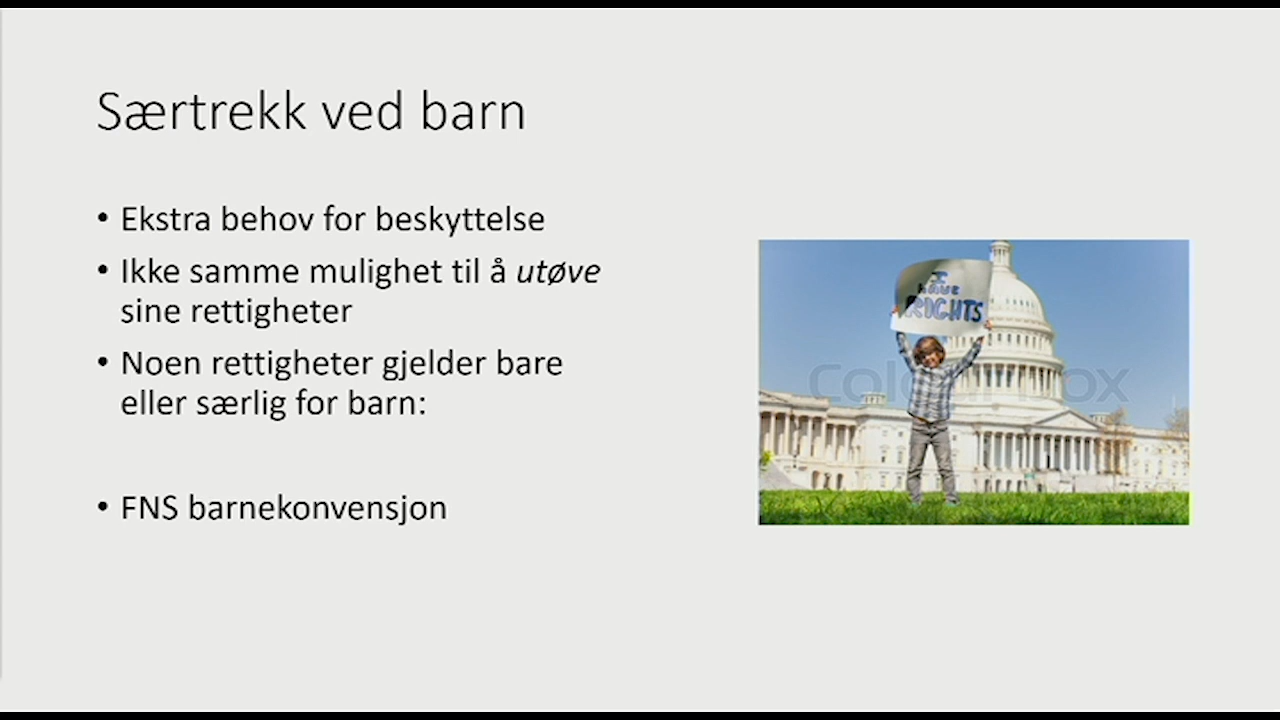 Særtrekk ved barn
• Ekstra behov for beskyttelse
• Ikke samme mulighet til å utøve
sine rettigheter
• Noen rettigheter gjelder bare
eller særlig for barn:
• FNS barnekonvensjon
I
HAVE
RIGHTS